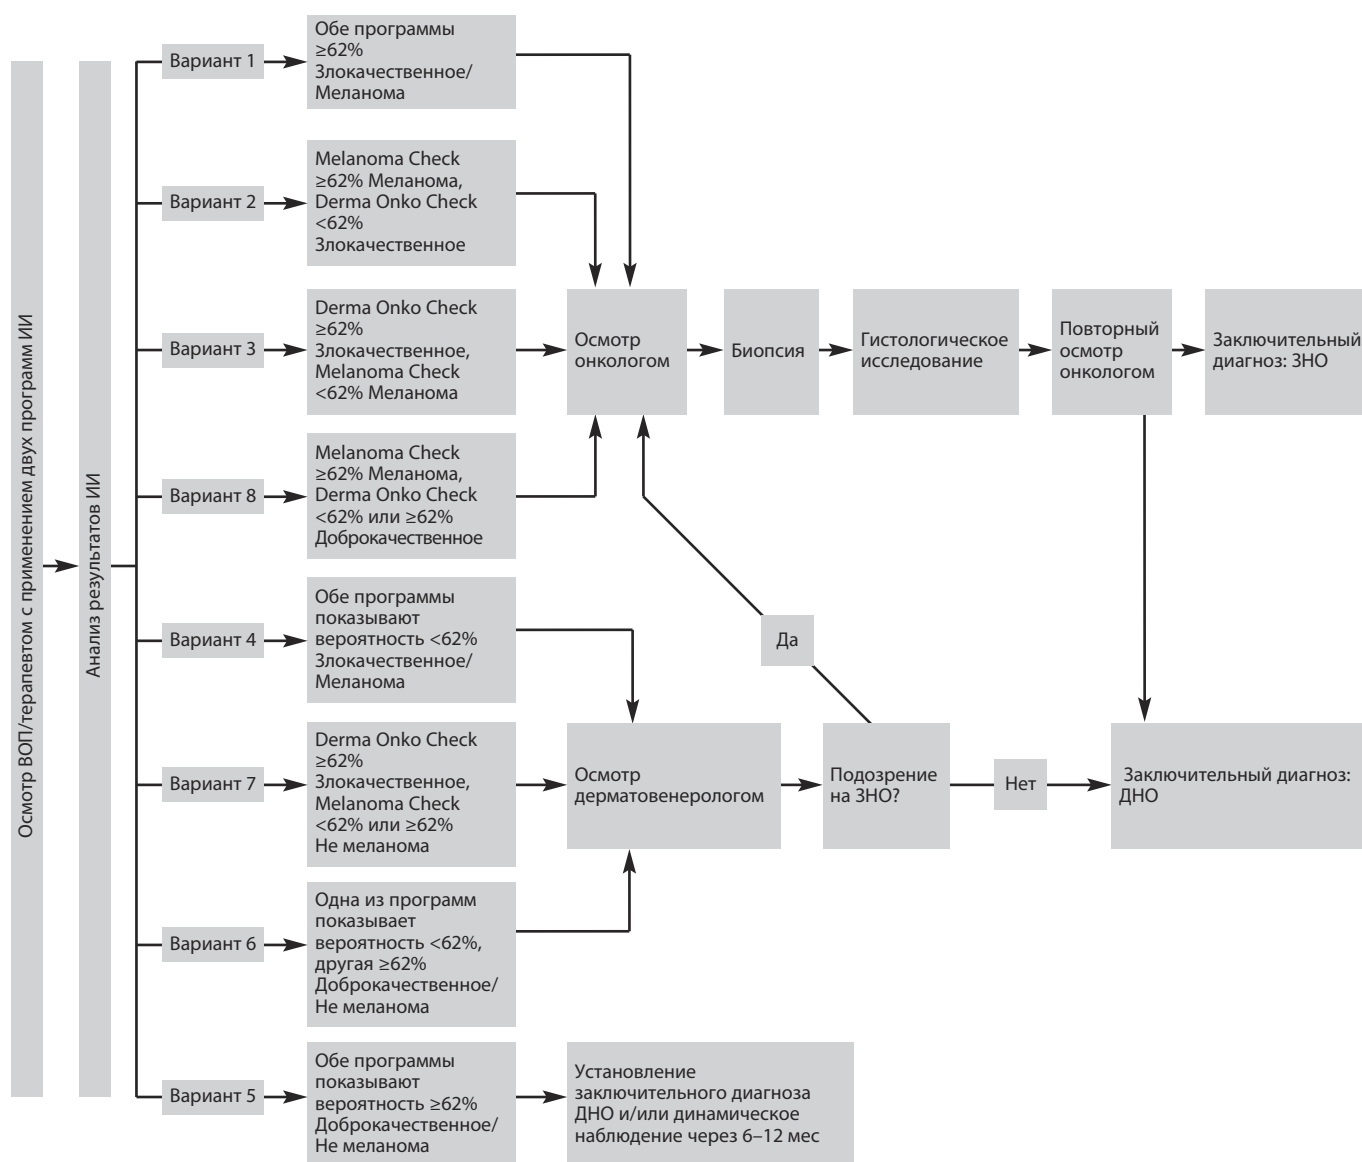 Осмотр ВОП/терапевтом с применением двух программ ИИ
Анализ результатов ИИ
Вариант 1
Обе программы
≥62%
Злокачественное/
Меланома
Вариант 2
Melanoma Check
≥62% Меланома,
Derma Onko Check
<62%
Злокачественное
Вариант 3
Derma Onko Check
≥62%
Злокачественное,
Melanoma Check
<62% Меланома
Осмотр
онкологом
Биопсия
Гистологическое
исследование
Повторный
осмотр
онкологом
Заключительный
диагноз: ЗНО
Вариант 8
Melanoma Check
≥62% Меланома,
Derma Onko Check
<62% или ≥62%
Доброкачественное
Вариант 4
Обе программы
показывают
вероятность <62%
Злокачественное/
Меланома
Да
Вариант 7
Derma Onko Check
≥62%
Злокачественное,
Melanoma Check
<62% или ≥62%
Не меланома
Осмотр
дерматовенерологом
Подозрение
на ЗНО?
Нет
Заключительный диагноз:
ДНО
Вариант 6
Одна из программ
показывает
вероятность <62%,
другая ≥62%
Доброкачественное/
Не меланома
Вариант 5
Обе программы
показывают
вероятность ≥62%
Доброкачественное/
Не меланома
Установление
заключительного диагноза
ДНО и/или динамическое
наблюдение через 6–12 мес